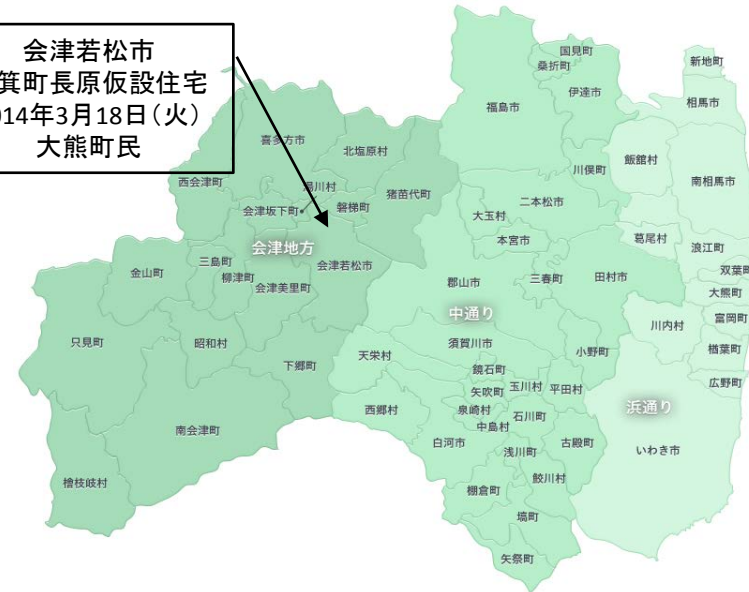 会津若松市
箕町長原仮設住宅
014年3月18日（火）
大熊町民
国見町
桑折町
新地町
伊達市
福島市
相馬市
喜多方市
北塩原村
川俣町
飯舘村
西会津町
湯川村
猪苗代町
南相馬市
会津坂下町
磐梯町
二本松市
大玉村
葛尾村
本宮市
浪江町
会津地方
三島町
会津若松市
双葉町
金山町
柳津町
郡山市
三春町
田村市
会津美里町
大熊町
中通り
富岡町
川内村
只見町
昭和村
須賀川市
小野町
楢葉町
下郷町
天栄村
鏡石町
広野町
矢吹町
玉川村
平田村
西郷村
泉崎村
石川町
浜通り
中島村
南会津町
白河市
古殿町
いわき市
浅川町
檜枝岐村
鮫川村
棚倉町
塙町
矢祭町